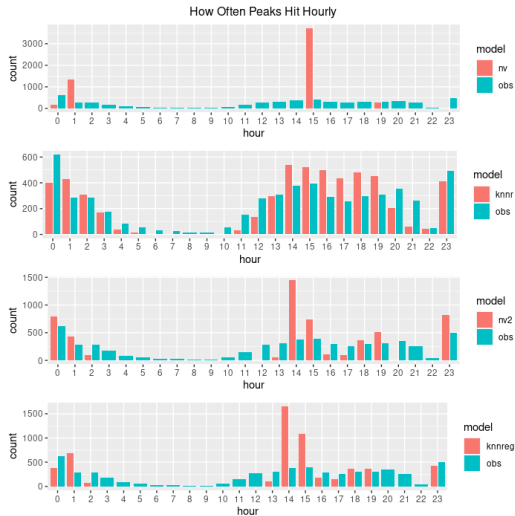 How Often Peaks Hit Hourly
count
3000
2000
1000
0
0 1 2 3 4 5 6 7 8 9 10 11 12 13 14 15 16 17 18 19 20 21 22 23
hour
model
nv
obs
count
600
400
200
0
0 1 2 3 4 5 6 7 8 9 10 11 12 13 14 15 16 17 18 19 20 21 22 23
hour
model
knnr
obs
count
1500
1000
500
0
0 1 2 3 4 5 6 7 8 9 10 11 12 13 14 15 16 17 18 19 20 21 22 23
hour
model
nv2
obs
count
1500
1000
500
0
0 1 2 3 4 5 6 7 8 9 10 11 12 13 14 15 16 17 18 19 20 21 22 23
hour
model
knnreg
obs